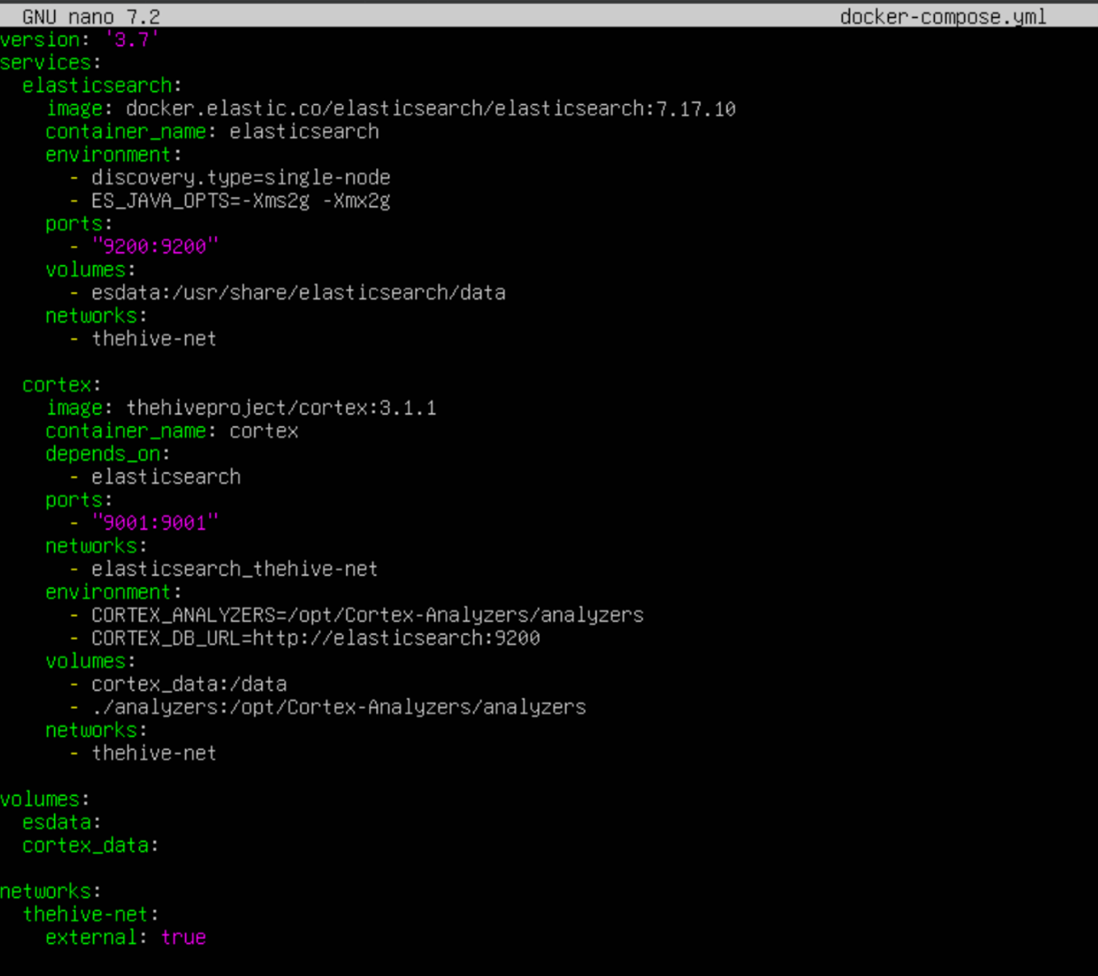 GNU nano 7.2 docker-compose.yml
version: '3.7'
services:
  elasticsearch:
    image: docker.elastic.co/elasticsearch/elasticsearch:7.17.10
    container_name: elasticsearch
    environment:
      - discovery.type=single-node
      - ES_JAVA_OPTS=-Xms2g -Xmx2g
    ports:
      - "9200:9200"
    volumes:
      - esdata:/usr/share/elasticsearch/data
    networks:
      - thehive-net

  cortex:
    image: thehiveproject/cortex:3.1.1
    container_name: cortex
    depends_on:
      - elasticsearch
    ports:
      - "9001:9001"
    networks:
      - elasticsearch_thehive-net
    environment:
      - CORTEX_ANALYZERS=/opt/Cortex-Analyzers/analyzers
      - CORTEX_DB_URL=http://elasticsearch:9200
    volumes:
      - cortex_data:/data
      - ./analyzers:/opt/Cortex-Analyzers/analyzers
    networks:
      - thehive-net

volumes:
  esdata:
  cortex_data:

networks:
  thehive-net:
    external: true